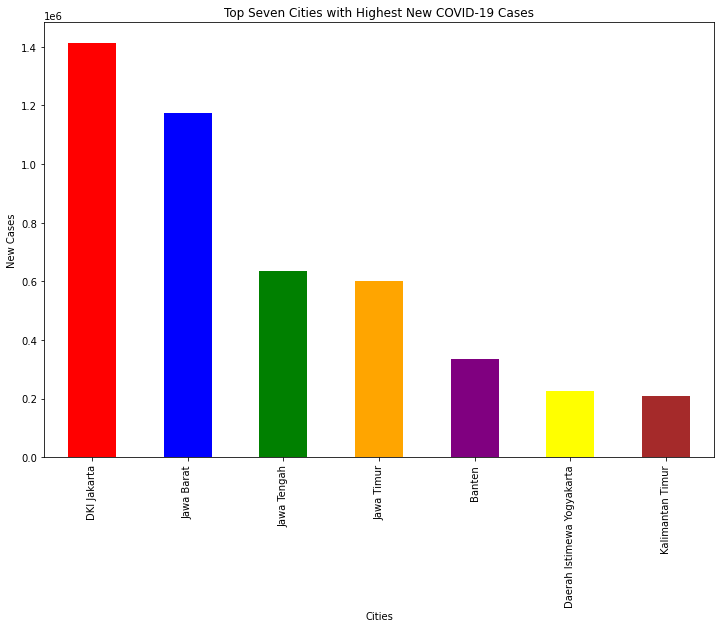 Top Seven Cities with Highest New COVID-19 Cases
1e6
1.4
1.2
1.0
0.8
0.6
0.4
0.2
0.0
New Cases
DKI Jakarta
Jawa Barat
Jawa Tengah
Jawa Timur
Banten
Daerah Istimewa Yogyakarta
Kalimantan Timur
Cities